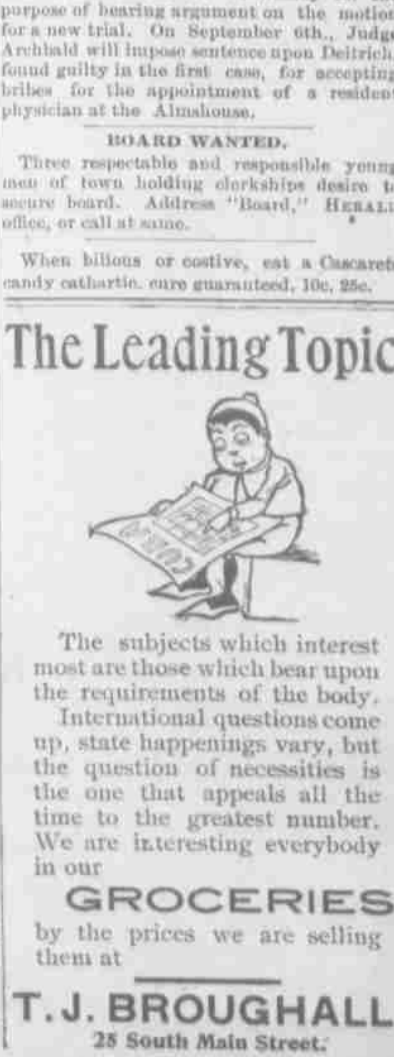 purpose of hearing argument on the motion
for a new trial. On September 6th., Judge
Archbald will impose sentence upon Deitrich,
found guilty in the first case, for accepting
bribes for the appointment of a resident
physician at the Almshouse.
BOARD WANTED.
Three respectable and responsible young
men of town holding clerkships desire to
secure board. Address "Board," HERALD
office, or call at same.
When bilious or costive, eat a Cascarets
candy cathartic, cure guaranteed, 10c, 25c.
The Leading Topic
CUBA
The subjects which interest
most are those which bear upon
the requirements of the body.
International questions come
up, state happenings vary, but
the question of necessities is
the one that appeals all the
time to the greatest number.
We are interesting everybody
in our
GROCERIES
by the prices we are selling
them at
T. J. BROUGHALL
25 South Main Street.